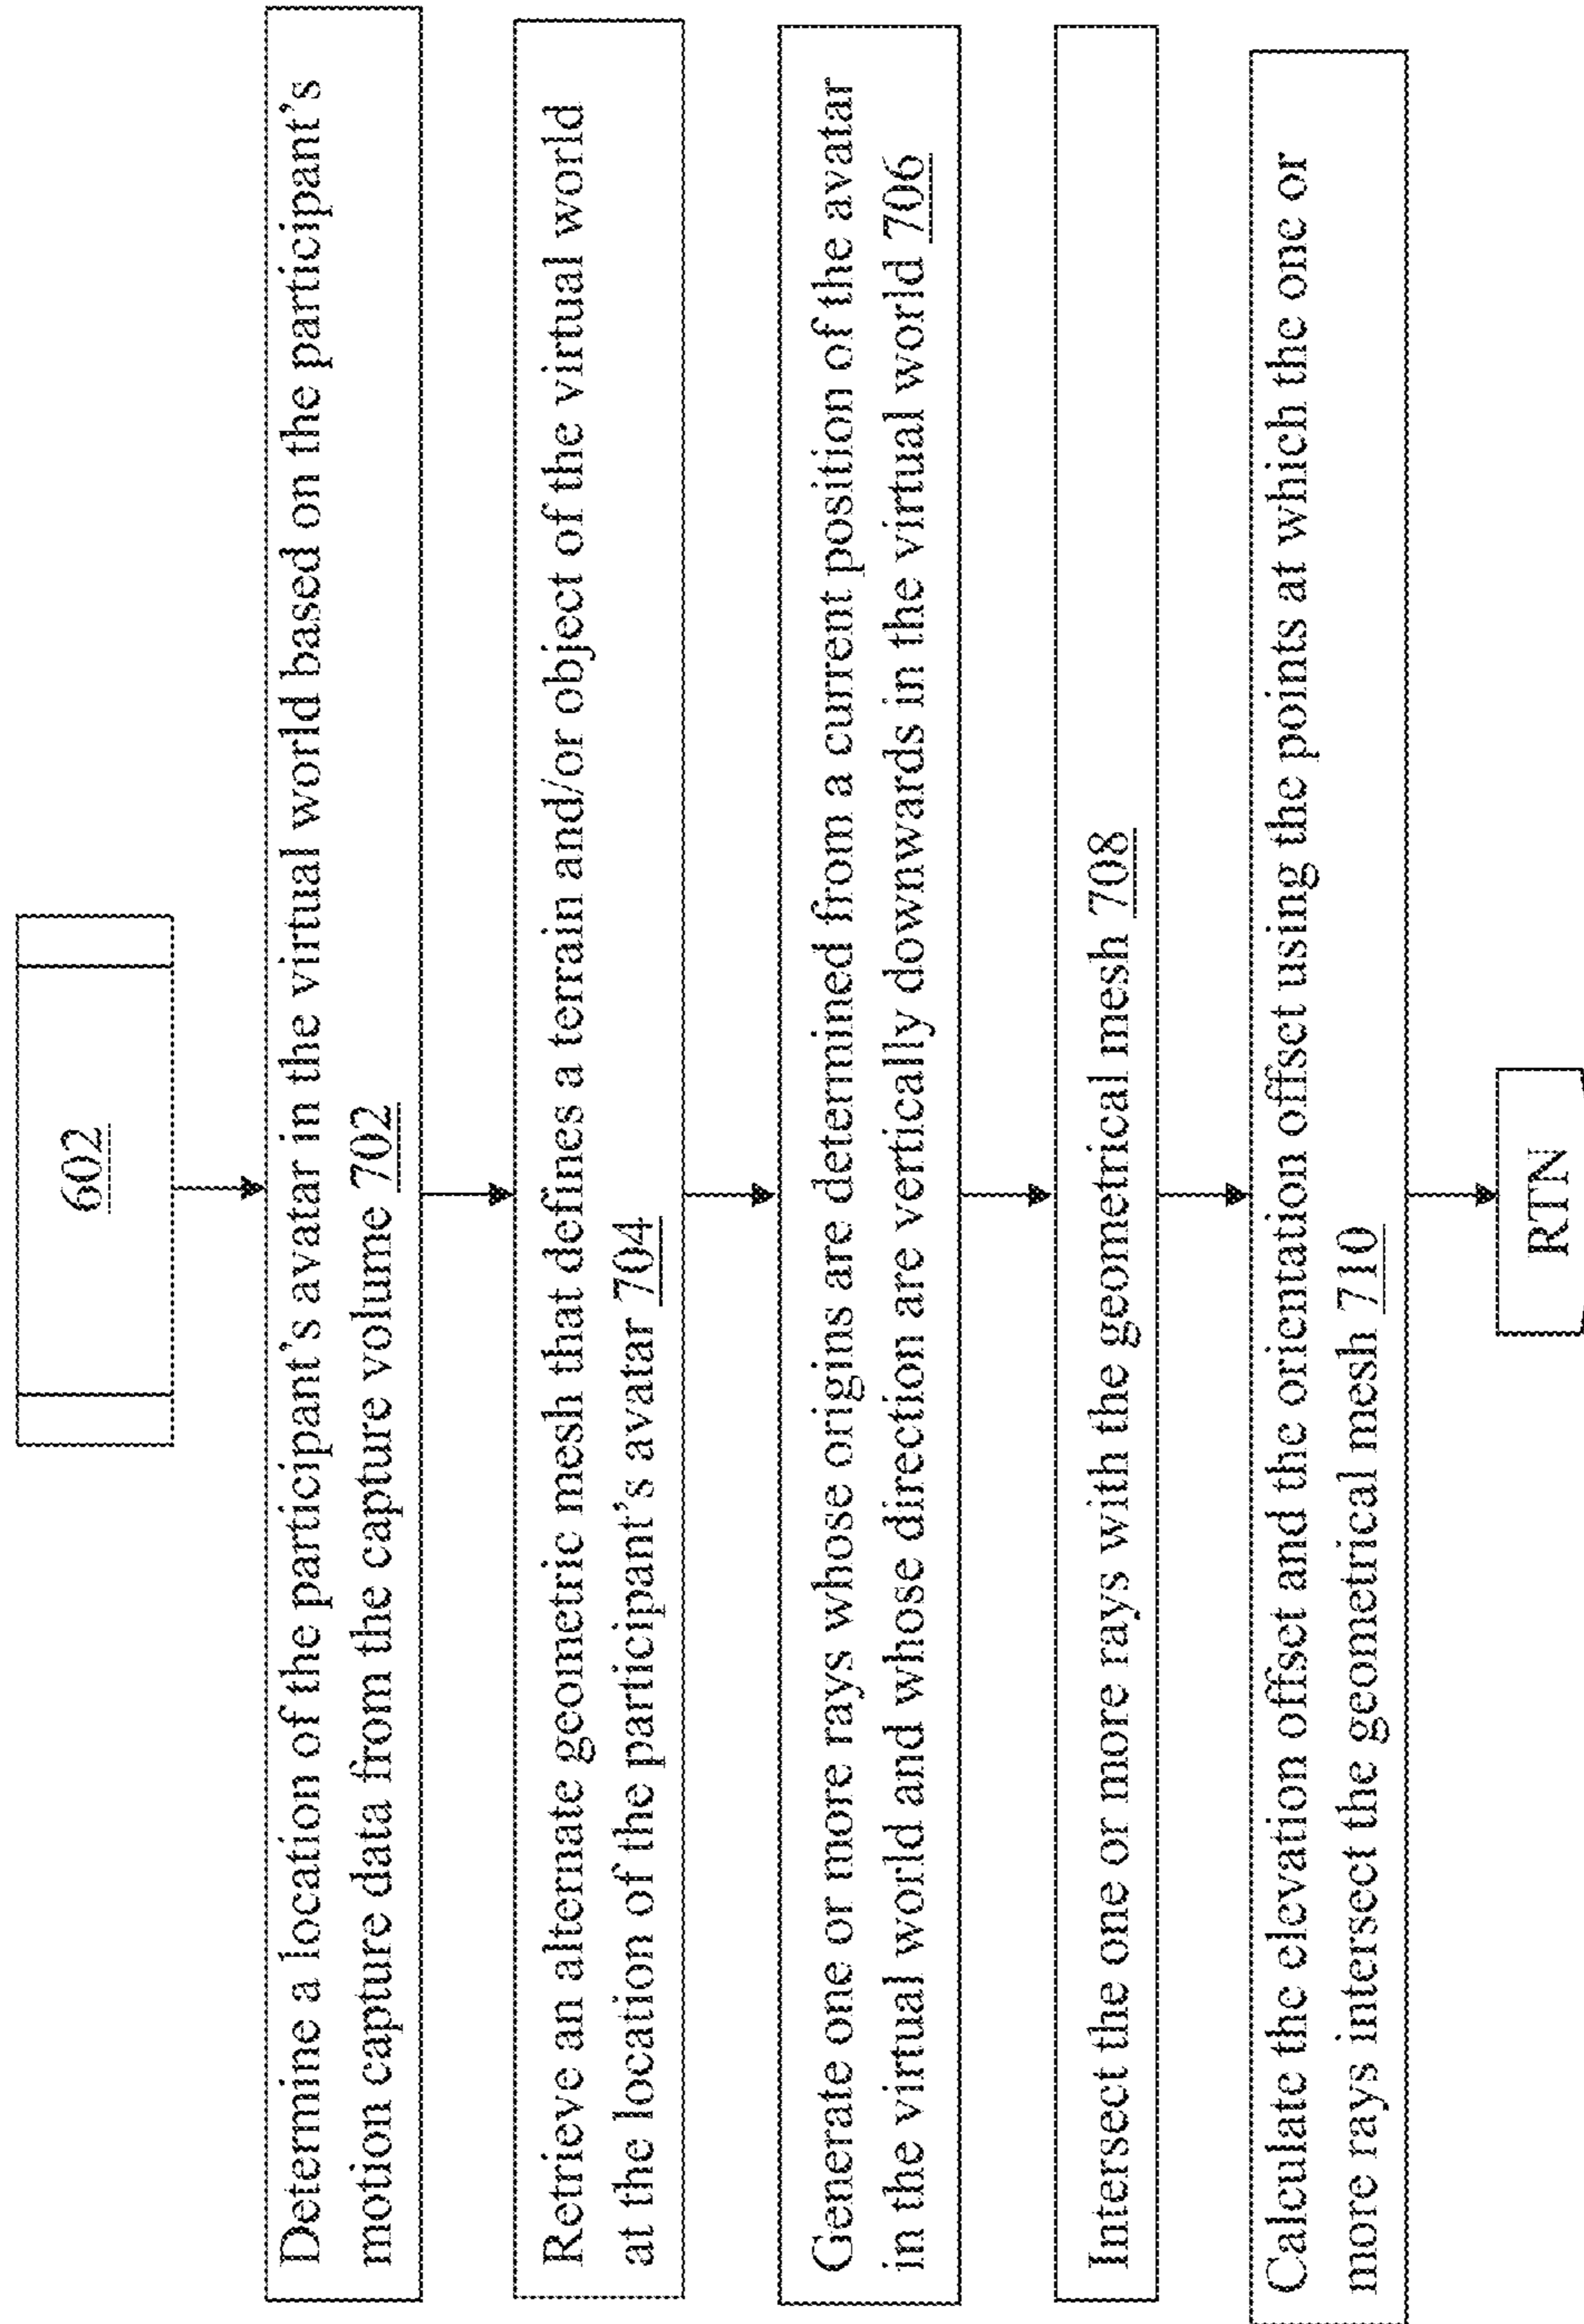 602
Determine a location of the participant's avatar in the virtual world based on the participant's
motion capture data from the capture volume 702
Retrieve an alternate geometric mesh that defines a terrain and/or object of the virtual world
at the location of the participant's avatar 704
Generate one or more rays whose origins are determined from a current position of the avatar
in the virtual world and whose direction are vertically downwards in the virtual world 706
Intersect the one or more rays with the geometrical mesh 708
Calculate the elevation offset and the orientation offset using the points at which the one or
more rays intersect the geometrical mesh 710
RTN